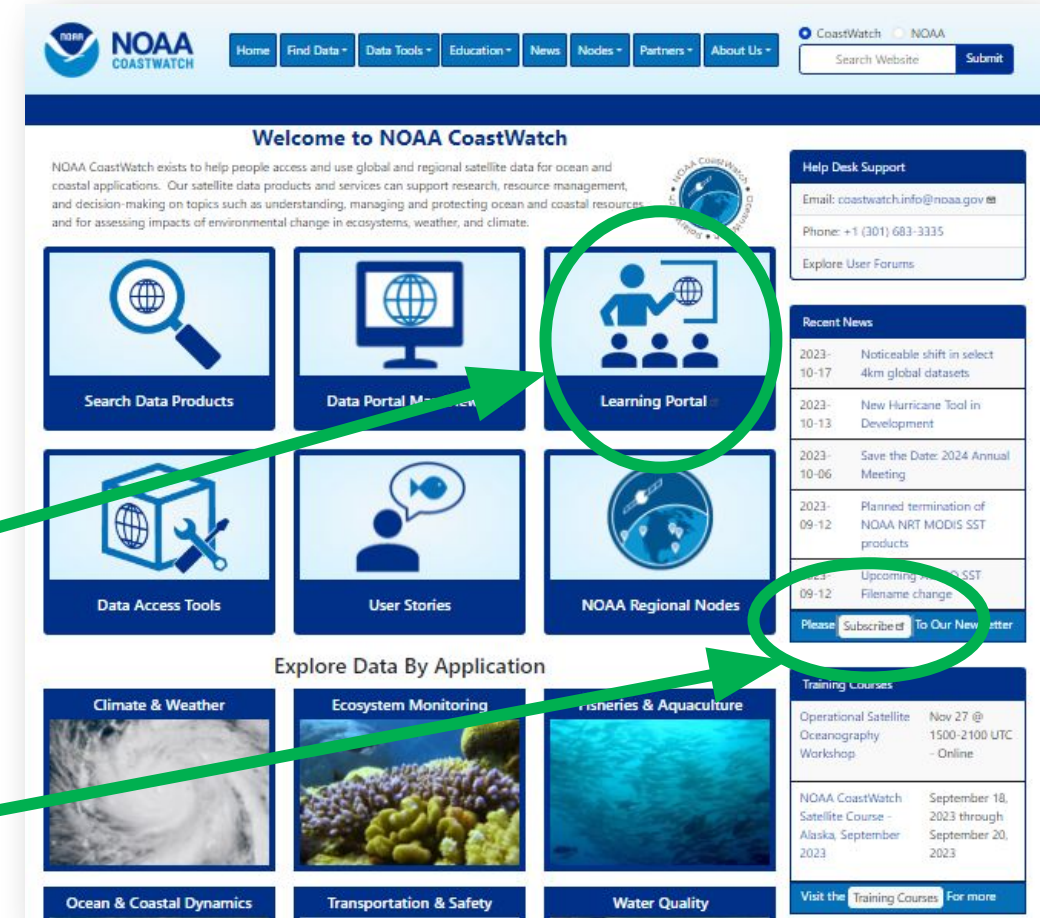 NOAA
NOAA
COASTWATCH
Home
Find Data
Data Tools
Education
News
Nodes
Partners
About Us
CoastWatch NOAA
Search Website Submit
Welcome to NOAA CoastWatch
NOAA CoastWatch exists to help people access and use global and regional satellite data for ocean and
coastal applications. Our satellite data products and services can support research, resource management,
and decision-making on topics such as understanding, managing and protecting ocean and coastal resources
and for assessing impacts of environmental change in ecosystems, weather, and climate.
Search Data Products
Data Portal
Learning Portal
Data Access Tools
User Stories
NOAA Regional Nodes
Explore Data By Application
Climate & Weather
Ecosystem Monitoring
Fisheries & Aquaculture
Ocean & Coastal Dynamics
Transportation & Safety
Water Quality
Help Desk Support
Email: coastwatch.info@noaa.gov
Phone: +1 (301) 683-3335
Explore User Forums
Recent News
2023- Noticeable shift in select
10-17 4km global datasets
2023- New Hurricane Tool in
10-13 Development
2023- Save the Date: 2024 Annual
10-06 Meeting
2023- Planned termination of
09-12 NOAA NRT MODIS SST
products
2023- Upcoming SST
09-12 Filename change
Please Subscribe To Our Newsletter
Training Courses
Operational Satellite Nov 27 @
Oceanography 1500-2100 UTC
Workshop - Online
NOAA CoastWatch September 18,
Satellite Course - 2023 through
Alaska, September September 20,
2023 2023
Visit the Training Courses For more